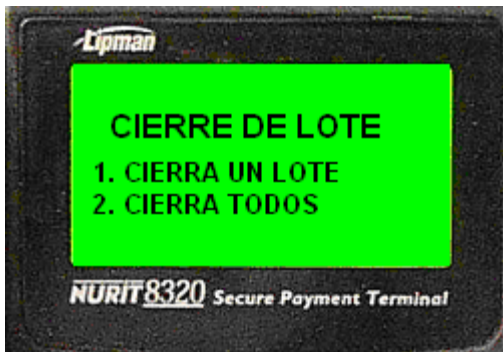 Lipman
CIERRE DE LOTE
1. CIERRA UN LOTE
2. CIERRA TODOS
NURIT 8320 Secure Payment Terminal